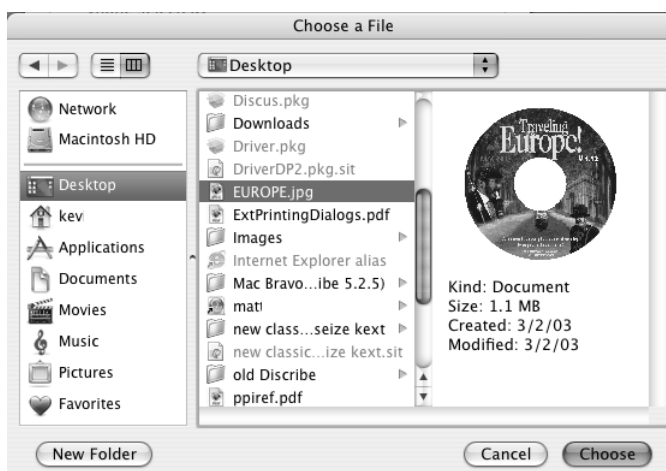 Choose a File
Desktop
Network
Macintosh HD
Desktop
kevi
Applications
Documents
Movies
Music
Pictures
Favorites
Discus.pkg
Downloads
Driver.pkg
DriverDP2.pkg.sit
EUROPE.jpg
ExtPrintingDialogs.pdf
Images
Internet Explorer alias
Mac Bravo...ibe 5.2.5)
matt
new class...seize kext
new classic...ize kext.sit
old Discribe
ppiref.pdf
Traveling
Europe!
Kind: Document
Size: 1.1 MB
Created: 3/2/03
Modified: 3/2/03
New Folder
Cancel
Choose